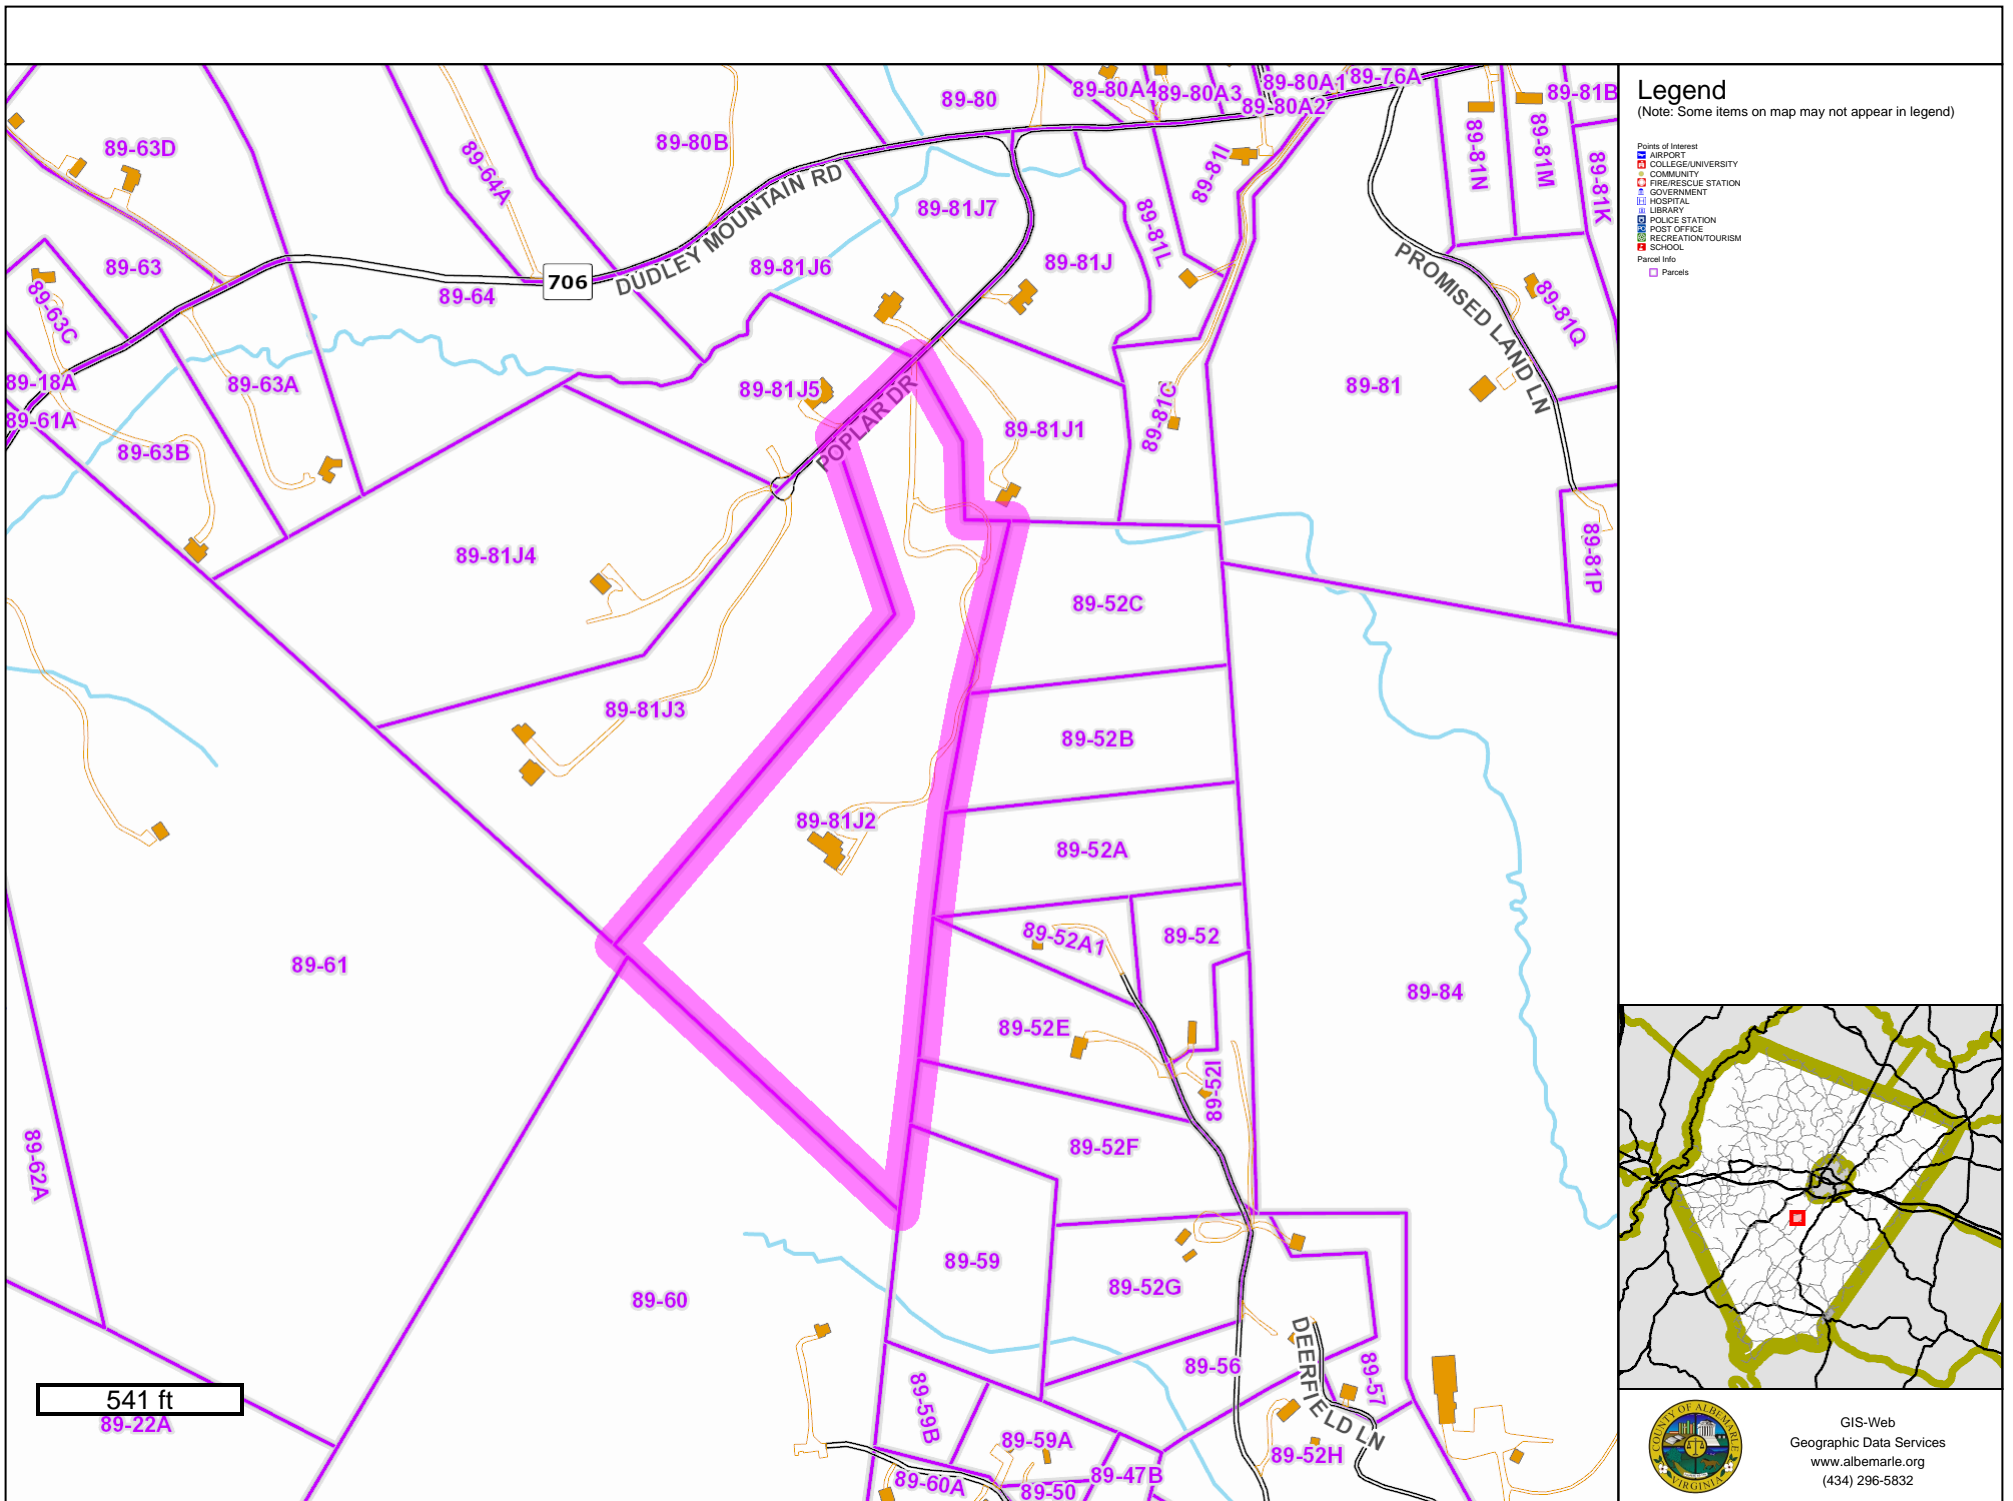 89-80
89-80A4
89-80A3
89-80A1
89-76A
89-80A2
89-81B
89-63D
89-64A
89-80B
89-81I
89-81N
89-81M
89-81K
DUDLEY MOUNTAIN RD
89-81J7
89-81L
89-63
89-64
706
89-81J6
89-81J
PROMISED LAND LN
89-81Q
89-63C
89-18A
89-61A
89-63A
89-63B
89-81J5
POPLAR DR
89-81J1
89-81C
89-81
89-81J4
89-52C
89-81P
89-81J3
89-52B
89-81J2
89-52A
89-61
89-52A1
89-52
89-84
89-52E
89-52I
89-62A
89-52F
89-59
89-52G
89-60
DEERFIELD LN
89-56
89-57
541 ft
89-22A
89-59B
89-59A
89-52H
89-60A
89-47B
89-50
Legend
(Note: Some items on map may not appear in legend)
Points of Interest
AIRPORT
COLLEGE/UNIVERSITY
COMMUNITY
FIRE/RESCUE STATION
GOVERNMENT
HOSPITAL
LIBRARY
POLICE STATION
POST OFFICE
RECREATION/TOURISM
SCHOOL
Parcel Info
Parcels
COUNTY OF ALBEMARLE
VIRGINIA
GIS-Web
Geographic Data Services
www.albemarle.org
(434) 296-5832